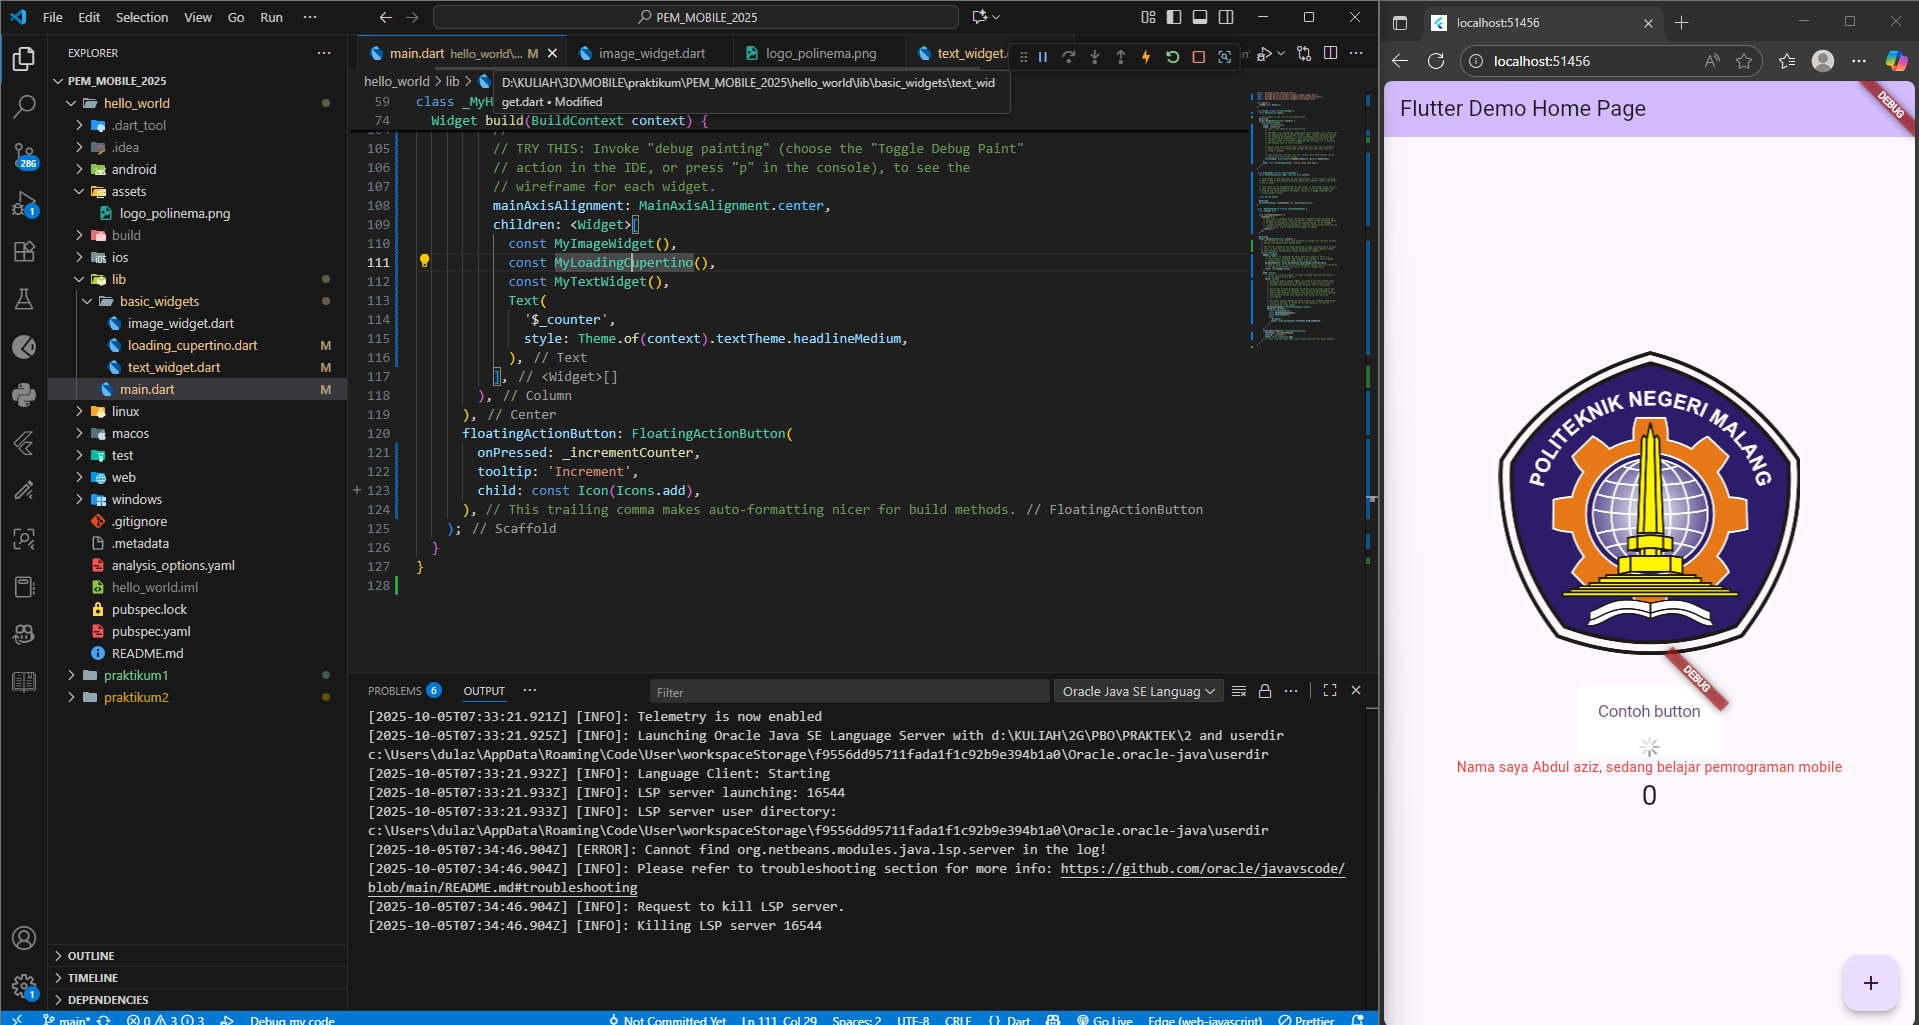 File Edit Selection View Go Run ···
PEM_MOBILE_2025
EXPLORER
PEM_MOBILE_2025
hello_world
.dart_tool
.idea
android
assets
logo_polinema.png
build
ios
lib
basic_widgets
image_widget.dart
loading_cupertino.dart M
text_widget.dart M
main.dart M
linux
macos
test
web
windows
.gitignore
.metadata
analysis_options.yaml
hello_world.iml
pubspec.lock
pubspec.yaml
README.md
praktikum1
praktikum2
OUTLINE
TIMELINE
DEPENDENCIES
286
1
1
main.dart hello_world\... M
image_widget.dart
logo_polinema.png
text_widget.
hello_world > lib >
D:\KULIAH\3D\MOBILE\praktikum\PEM_MOBILE_2025\hello_world\lib\basic_widgets\text_wid
get.dart • Modified
59 class _MyH
74 Widget build(BuildContext context) {
105 // TRY THIS: Invoke "debug painting" (choose the "Toggle Debug Paint"
106 // action in the IDE, or press "p" in the console), to see the
107 // wireframe for each widget.
108 mainAxisAlignment: MainAxisAlignment.center,
109 children: <Widget>[
110 const MyImageWidget(),
111 const MyLoadingCupertino(),
112 const MyTextWidget(),
113 Text(
114 '$_counter',
115 style: Theme.of(context).textTheme.headlineMedium,
116 ), // Text
117 ], // <Widget>[]
118 ), // Column
119 ), // Center
120 floatingActionButton: FloatingActionButton(
121 onPressed: _incrementCounter,
122 tooltip: 'Increment',
123 child: const Icon(Icons.add),
124 ), // This trailing comma makes auto-formatting nicer for build methods. // FloatingActionButton
125 ); // Scaffold
126 }
127 }
128
PROBLEMS 6 OUTPUT ···
Filter
Oracle Java SE Languag
[2025-10-05T07:33:21.921Z] [INFO]: Telemetry is now enabled
[2025-10-05T07:33:21.925Z] [INFO]: Launching Oracle Java SE Language Server with d:\KULIAH\2G\PBO\PRAKTEK\2 and userdir
c:\Users\dulaz\AppData\Roaming\Code\User\workspaceStorage\f9556dd95711fada1f1c92b9e394b1a0\Oracle.oracle-java\userdir
[2025-10-05T07:33:21.932Z] [INFO]: Language Client: Starting
[2025-10-05T07:33:21.933Z] [INFO]: LSP server launching: 16544
[2025-10-05T07:33:21.933Z] [INFO]: LSP server user directory:
c:\Users\dulaz\AppData\Roaming\Code\User\workspaceStorage\f9556dd95711fada1f1c92b9e394b1a0\Oracle.oracle-java\userdir
[2025-10-05T07:34:46.904Z] [ERROR]: Cannot find org.netbeans.modules.java.lsp.server in the log!
[2025-10-05T07:34:46.904Z] [INFO]: Please refer to troubleshooting section for more info: https://github.com/oracle/javavscode/
blob/main/README.md#troubleshooting
[2025-10-05T07:34:46.904Z] [INFO]: Request to kill LSP server.
[2025-10-05T07:34:46.904Z] [INFO]: Killing LSP server 16544
main* 0 3 3 Debug my code Not Committed Yet Ln 111, Col 29 Spaces: 2 UTF-8 CRLF {} Dart Go Live Edge (web-javascript) Prettier
localhost:51456
localhost:51456
Flutter Demo Home Page
DEBUG
POLITEKNIK NEGERI MALANG
DEBUG
Contoh button
Nama saya Abdul aziz, sedang belajar pemrograman mobile
0
+